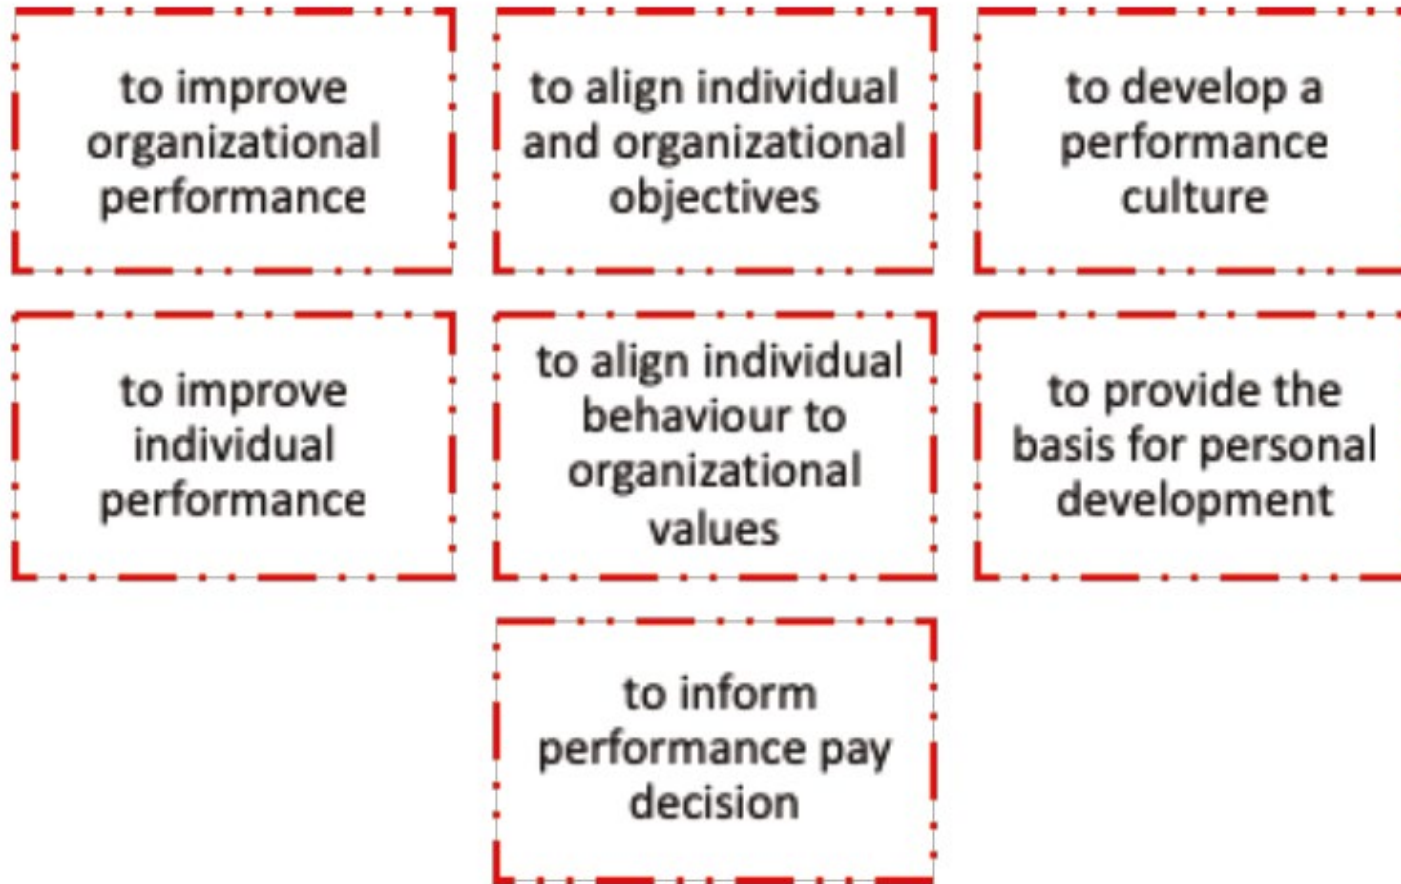 to improve
organizational
performance
to align individual
and organizational
objectives
to develop a
performance
culture
to improve
individual
performance
to align individual
behaviour to
organizational
values
to provide the
basis for personal
development
to inform
performance pay
decision